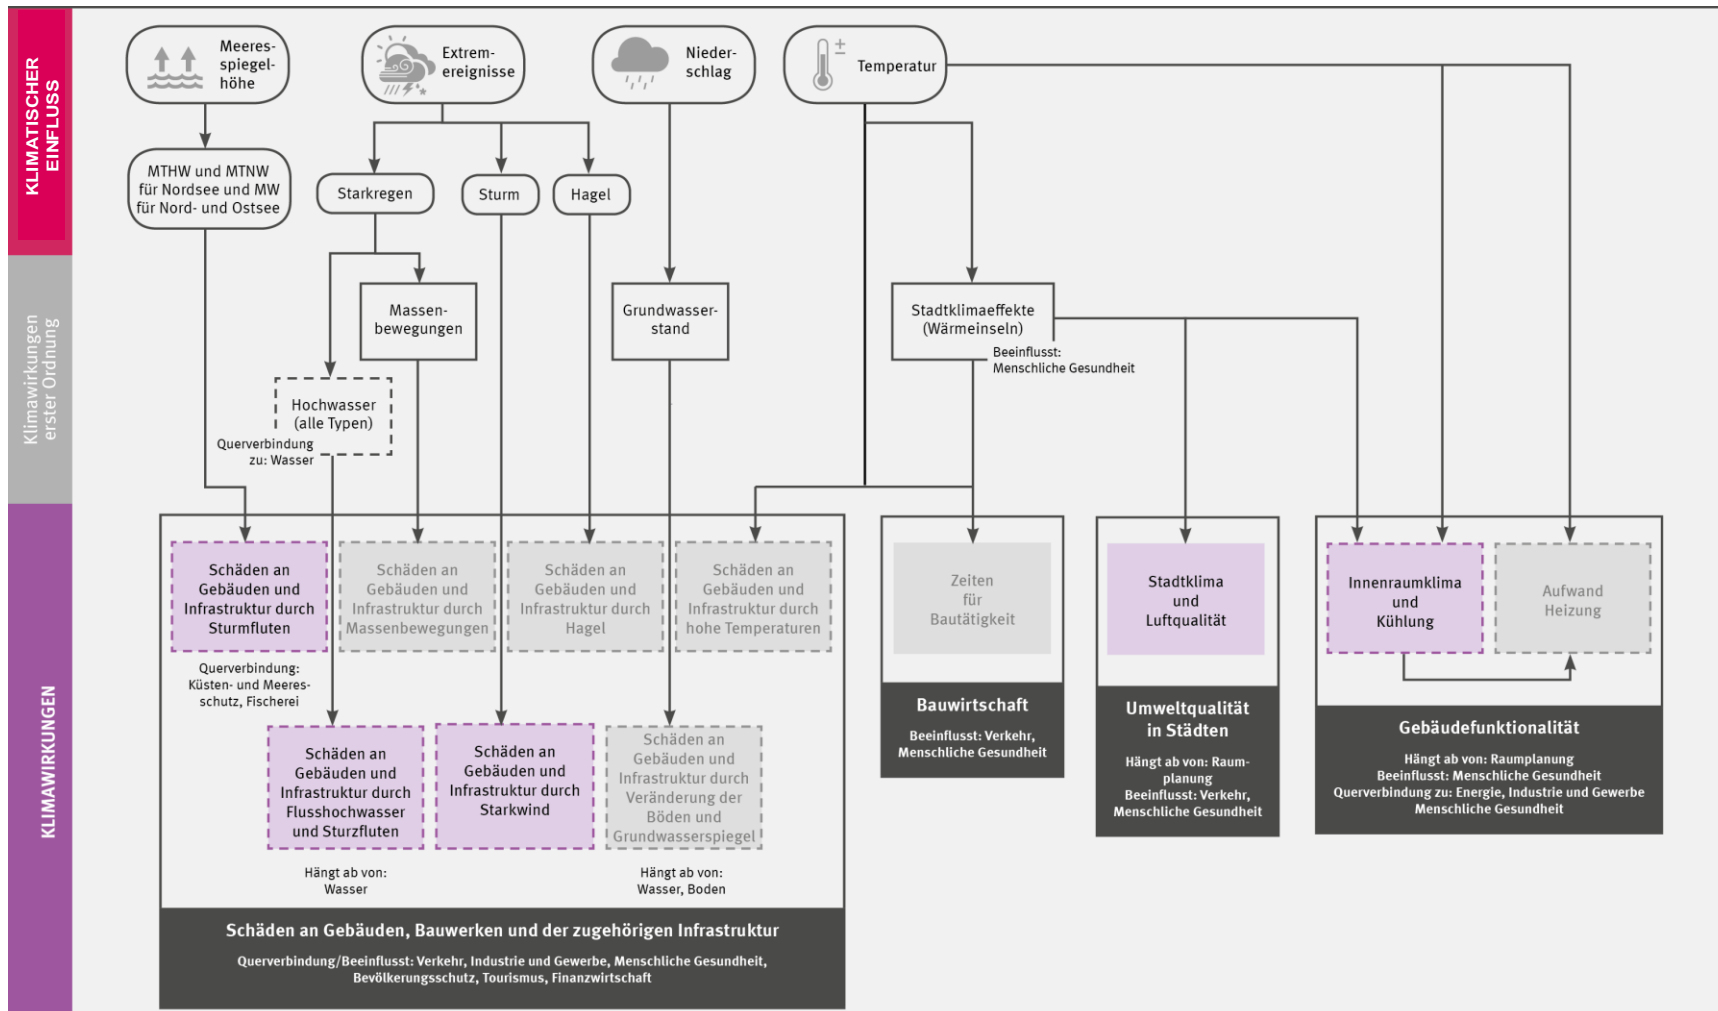 KLIMATISCHER
EINFLUSS
Meeres-
spiegel-
höhe
Extrem-
ereignisse
Nieder-
schlag
±
Temperatur
MTHW und MTNW
für Nordsee und MW
für Nord- und Ostsee
Starkregen
Sturm
Hagel
Klimawirkungen
erster Ordnung
Massen-
bewegungen
Grundwasser-
stand
Stadtklimaeffekte
(Wärmeinseln)
Beeinflusst:
Menschliche Gesundheit
Hochwasser
(alle Typen)
Querverbindung
zu: Wasser
KLIMAWIRKUNGEN
Schäden an
Gebäuden und
Infrastruktur durch
Sturmfluten
Querverbindung:
Küsten- und Meeres-
schutz, Fischerei
Schäden an
Gebäuden und
Infrastruktur durch
Massenbewegungen
Schäden an
Gebäuden und
Infrastruktur durch
Hagel
Schäden an
Gebäuden und
Infrastruktur durch
hohe Temperaturen
Schäden an
Gebäuden und
Infrastruktur durch
Flusshochwasser
und Sturzfluten
Hängt ab von:
Wasser
Schäden an
Gebäuden und
Infrastruktur durch
Starkwind
Schäden an
Gebäuden und
Infrastruktur durch
Veränderung der
Böden und
Grundwasserspiegel
Hängt ab von:
Wasser, Boden
Schäden an Gebäuden, Bauwerken und der zugehörigen Infrastruktur
Querverbindung/Beeinflusst: Verkehr, Industrie und Gewerbe, Menschliche Gesundheit,
Bevölkerungsschutz, Tourismus, Finanzwirtschaft
Zeiten
für
Bautätigkeit
Bauwirtschaft
Beeinflusst: Verkehr,
Menschliche Gesundheit
Stadtklima
und
Luftqualität
Umweltqualität
in Städten
Hängt ab von: Raum-
planung
Beeinflusst: Verkehr,
Menschliche Gesundheit
Innenraumklima
und
Kühlung
Aufwand
Heizung
Gebäudefunktionalität
Hängt ab von: Raumplanung
Beeinflusst: Menschliche Gesundheit
Querverbindung zu: Energie, Industrie und Gewerbe
Menschliche Gesundheit